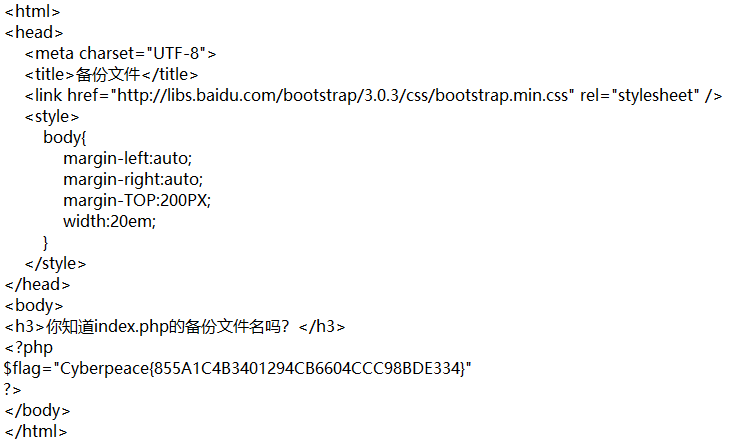 <html>
<head>
    <meta charset="UTF-8">
    <title>备份文件</title>
    <link href="http://libs.baidu.com/bootstrap/3.0.3/css/bootstrap.min.css" rel="stylesheet" />
    <style>
        body{
            margin-left:auto;
            margin-right:auto;
            margin-TOP:200PX;
            width:20em;
        }
    </style>
</head>
<body>
<h3>你知道index.php的备份文件名吗？</h3>
<?php
$flag="Cyberpeace{855A1C4B3401294CB6604CCC98BDE334}"
?>
</body>
</html>